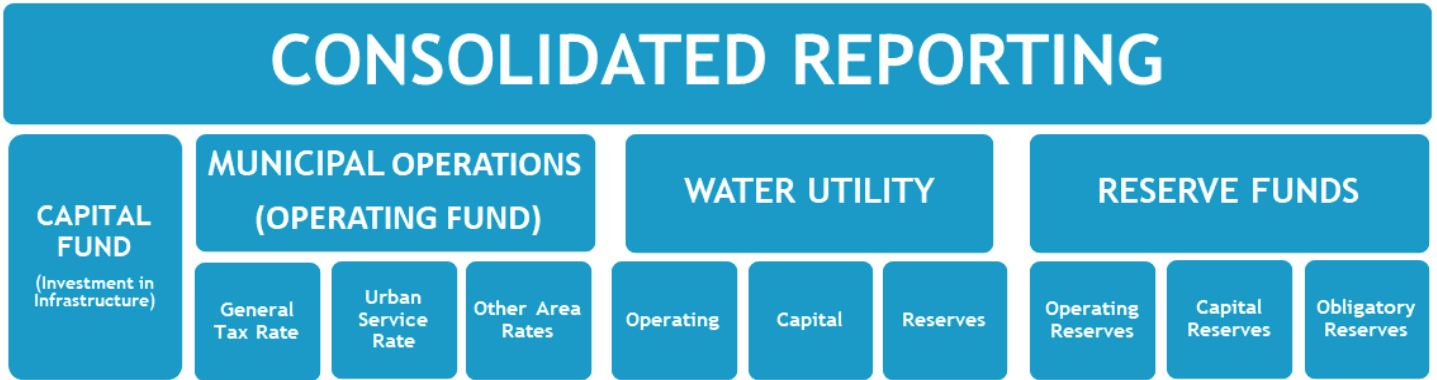 CONSOLIDATED REPORTING
CAPITAL
FUND
(Investment in
Infrastructure)
MUNICIPAL OPERATIONS
(OPERATING FUND)
General
Tax Rate
Urban
Service
Rate
Other Area
Rates
WATER UTILITY
Operating
Capital
Reserves
RESERVE FUNDS
Operating
Reserves
Capital
Reserves
Obligatory
Reserves